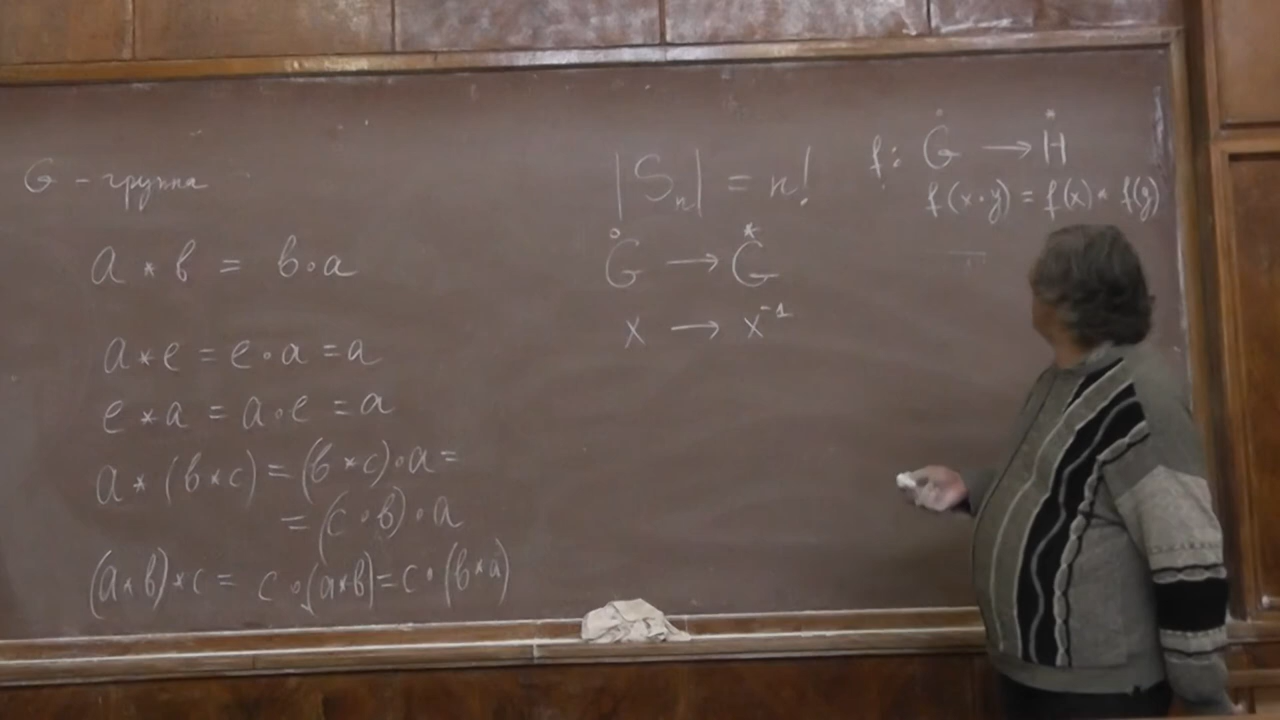 G - группа
a * b = b ∘ a
a * e = e ∘ a = a
e * a = a ∘ e = a
a * (b * c) = (b * c) ∘ a =
= (c ∘ b) ∘ a
(a * b) * c = c ∘ (a * b) = c ∘ (b * a)
|Sₙ| = n!
G° → G*
x → x⁻¹
f: G → H
f(x·y) = f(x) * f(y)